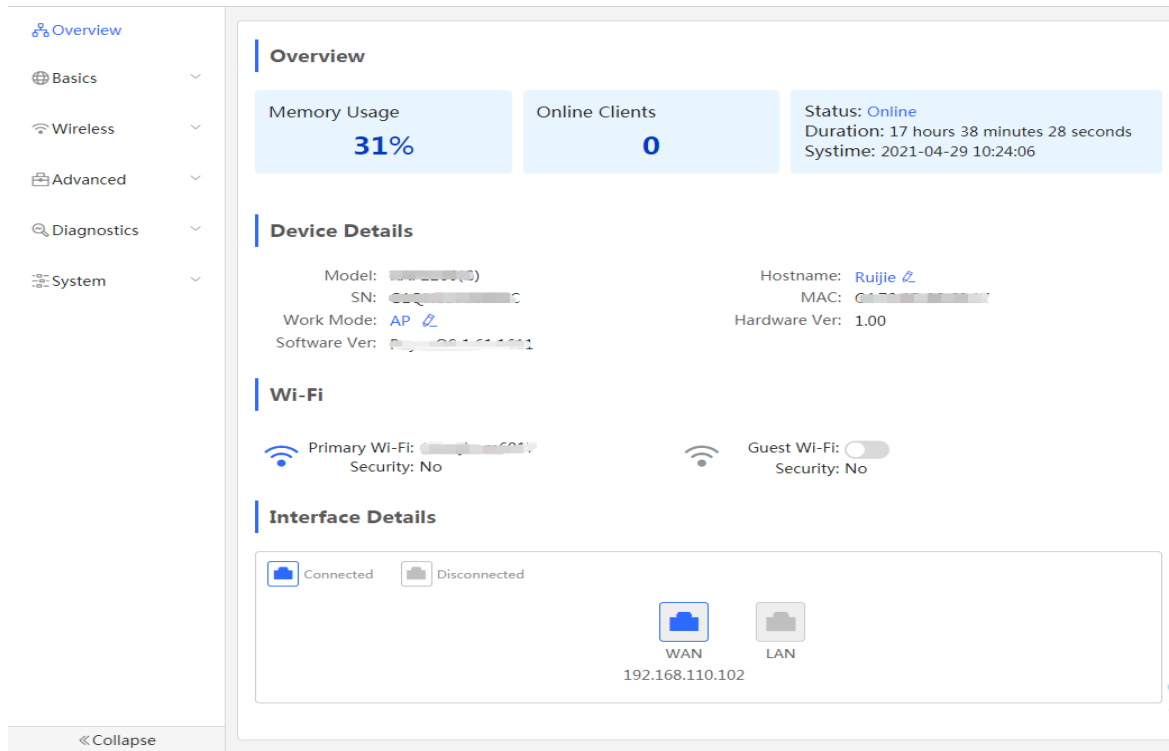 Overview
Basics
Wireless
Advanced
Diagnostics
System
«Collapse
Overview
Memory Usage
31%
Online Clients
0
Status: Online
Duration: 17 hours 38 minutes 28 seconds
Systime: 2021-04-29 10:24:06
Device Details
Model:
Hostname: Ruijie
SN:
MAC:
Work Mode: AP
Hardware Ver: 1.00
Software Ver:
Wi-Fi
Primary Wi-Fi:
Security: No
Guest Wi-Fi:
Security: No
Interface Details
Connected
Disconnected
WAN
LAN
192.168.110.102